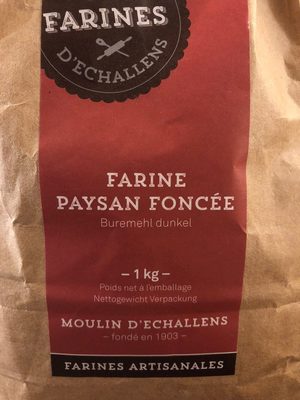 FARINES
D'ECHALLENS
FARINE
PAYSAN FONCÉE
Buremehl dunkel
– 1 kg –
Poids net à l'emballage
Nettogewicht Verpackung
MOULIN D'ECHALLENS
– fondé en 1903 –
FARINES ARTISANALES